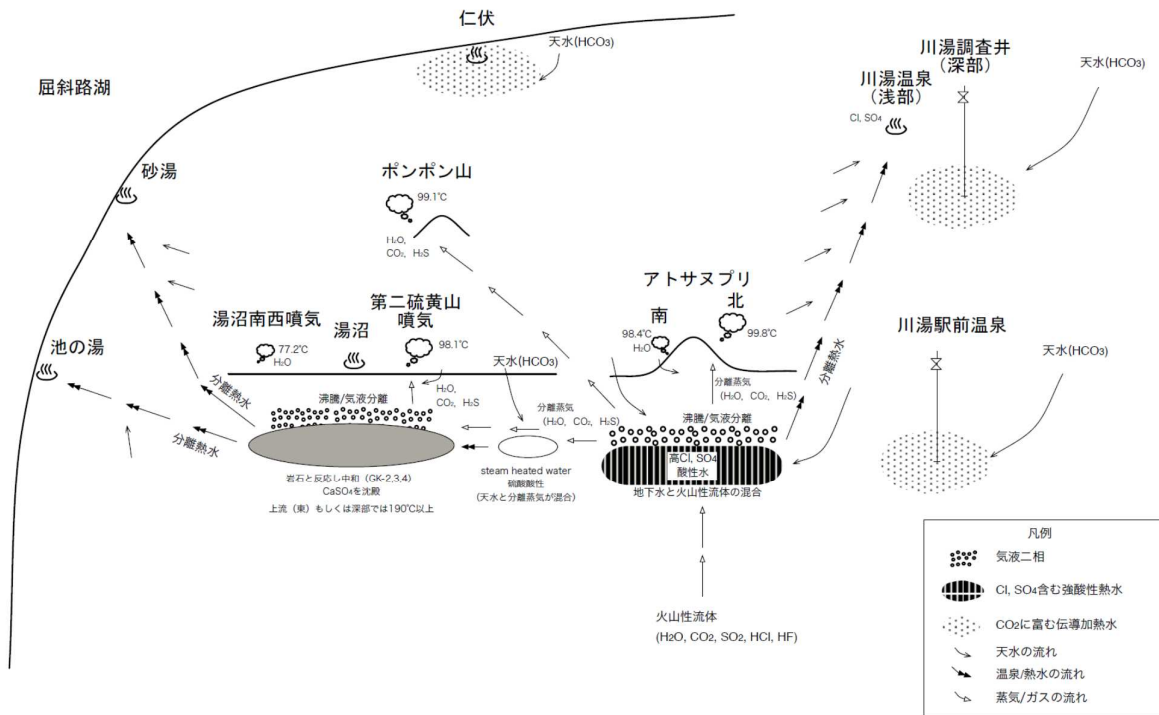 仁伏
天水(HCO3)
屈斜路湖
川湯調査井
(深部)
川湯温泉
(浅部)
Cl, SO4
天水(HCO3)
砂湯
ポンポン山
99.1℃
H2O,
CO2, H2S
アトサヌプリ
南
北
98.4℃
H2O
99.8℃
湯沼南西噴気
77.2℃
H2O
湯沼
第二硫黄山
噴気
98.1℃
池の湯
川湯駅前温泉
天水(HCO3)
天水(HCO3)
H2O,
CO2, H2S
分離蒸気
(H2O, CO2, H2S)
分離蒸気
(H2O, CO2, H2S)
分離熱水
分離熱水
分離熱水
沸騰/気液分離
沸騰/気液分離
高Cl, SO4
酸性水
地下水と火山性流体の混合
steam heated water
硫酸酸性
(天水と分離蒸気が混合)
岩石と反応し中和(GK-2,3,4)
CaSO4を沈殿
上流(東)もしくは深部では190℃以上
火山性流体
(H2O, CO2, SO2, HCl, HF)
凡例
気液二相
Cl, SO4含む強酸性熱水
CO2に富む伝導加熱水
天水の流れ
温泉/熱水の流れ
蒸気/ガスの流れ